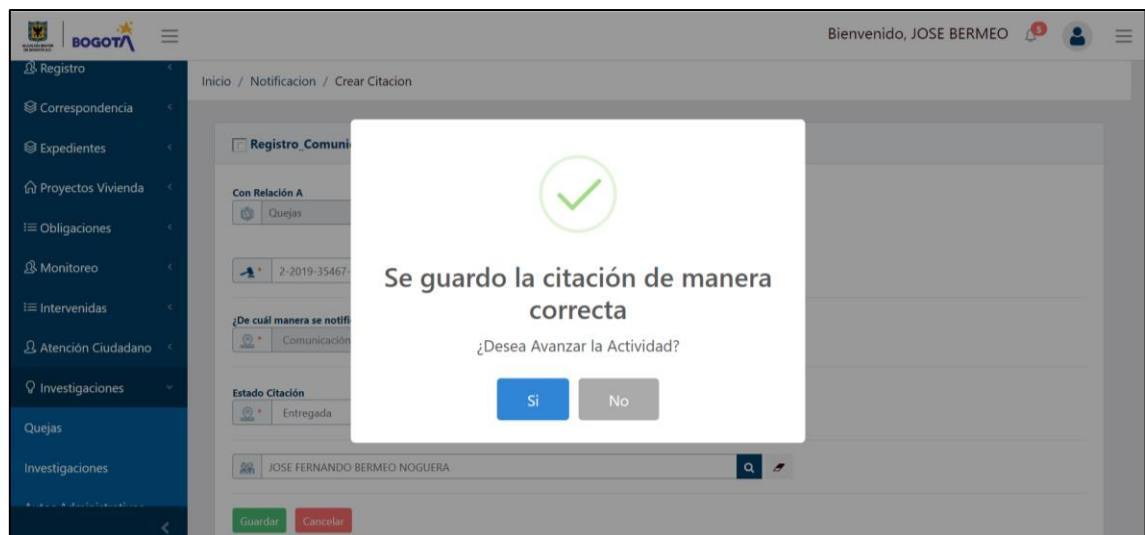 BOGOTÁ
Bienvenido, JOSE BERMEO
Registro
Inicio / Notificacion / Crear Citacion
Correspondencia
Expedientes
Proyectos Vivienda
Obligaciones
Monitoreo
Intervenidas
Atención Ciudadano
Investigaciones
Quejas
Investigaciones
Registro_Comuni
Con Relación A
Quejas
2-2019-35467-
¿De cuál manera se notifi
Comunicación
Estado Citación
Entregada
JOSE FERNANDO BERMEO NOGUERA
Guardar Cancelar
Se guardo la citación de manera
correcta
¿Desea Avanzar la Actividad?
Si No